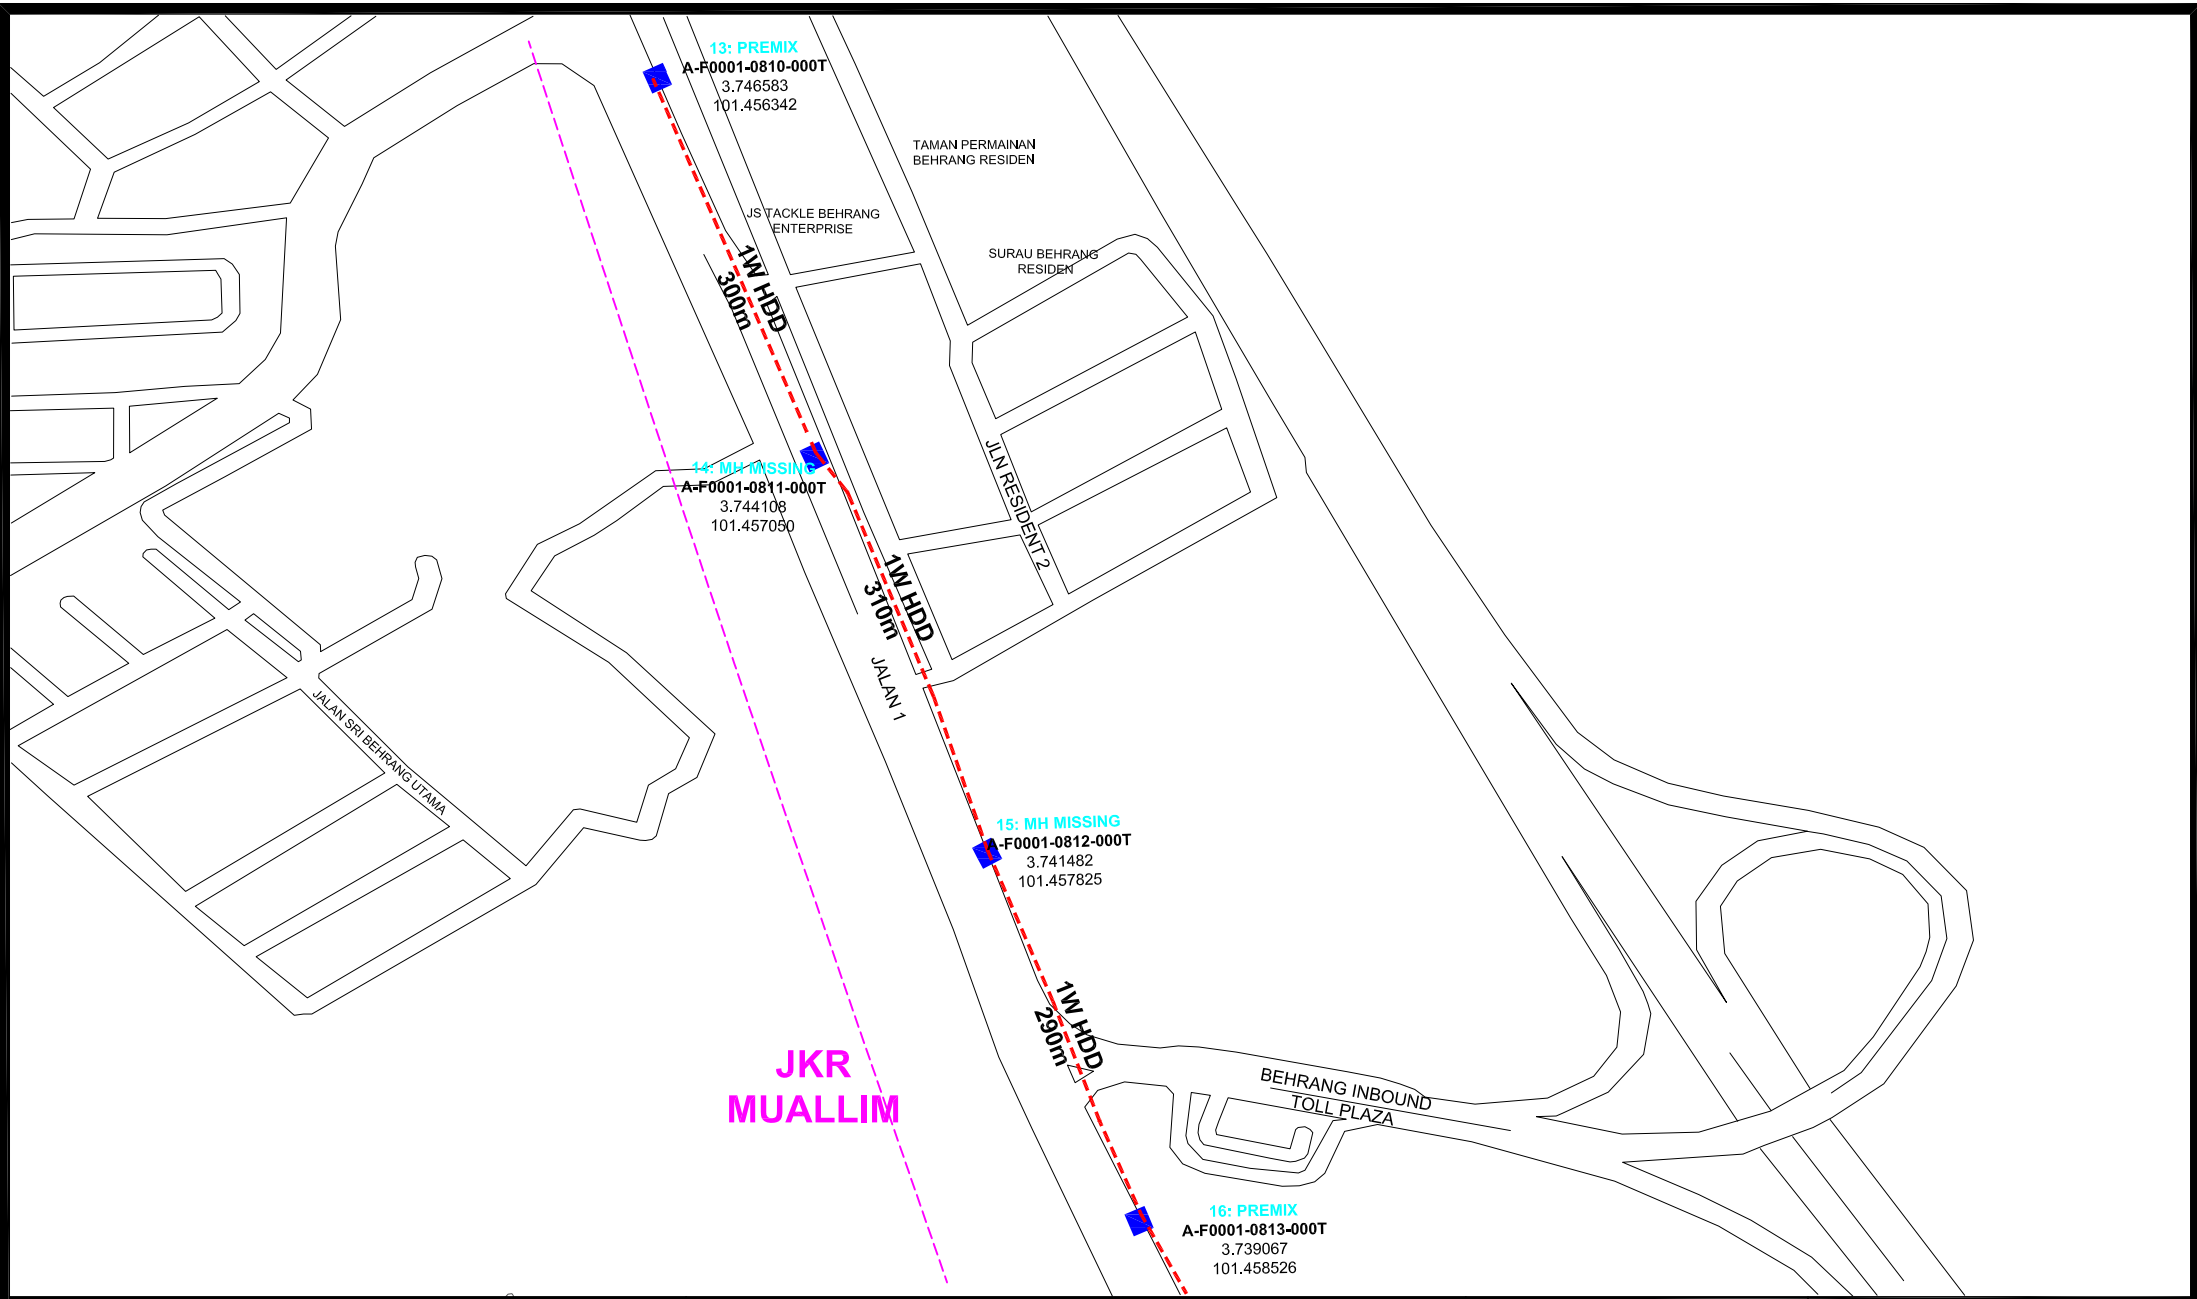 13: PREMIX
A-F0001-0810-000T
3.746583
101.456342
TAMAN PERMAINAN
BEHRANG RESIDEN
JS TACKLE BEHRANG
ENTERPRISE
SURAU BEHRANG
RESIDEN
1W HDD
300m
14: MH MISSING
A-F0001-0811-000T
3.744108
101.457050
JLN RESIDENT 2
1W HDD
310m
JALAN 1
JALAN SRI BEHRANG UTAMA
15: MH MISSING
A-F0001-0812-000T
3.741482
101.457825
1W HDD
290m
JKR
MUALLIM
BEHRANG INBOUND
TOLL PLAZA
16: PREMIX
A-F0001-0813-000T
3.739067
101.458526